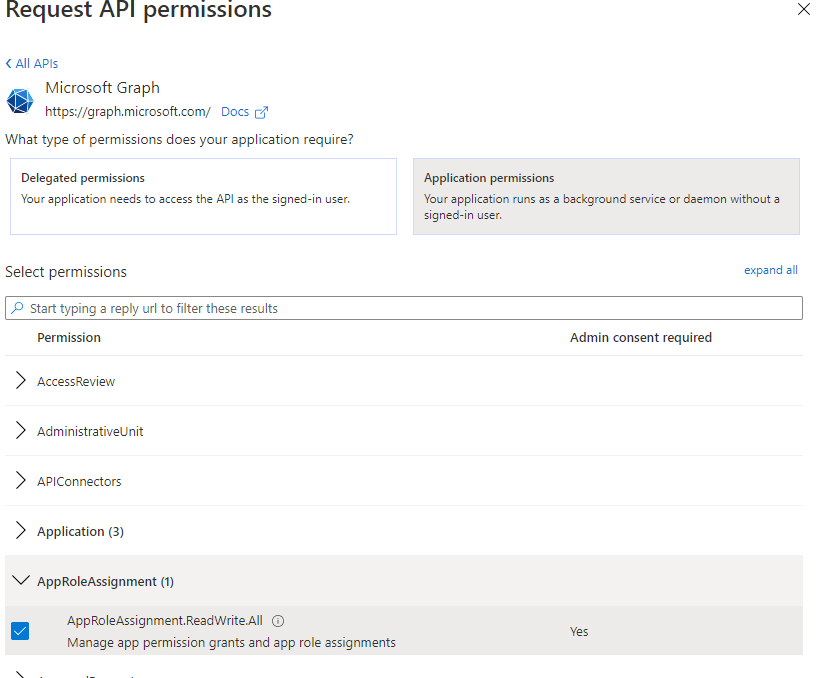 Request API permissions
All APIs
Microsoft Graph
https://graph.microsoft.com/ Docs
What type of permissions does your application require?
Delegated permissions
Your application needs to access the API as the signed-in user.
Application permissions
Your application runs as a background service or daemon without a
signed-in user.
Select permissions
expand all
Start typing a reply url to filter these results
Permission Admin consent required
AccessReview
AdministrativeUnit
APIConnectors
Application (3)
AppRoleAssignment (1)
AppRoleAssignment.ReadWrite.All
Manage app permission grants and app role assignments
Yes